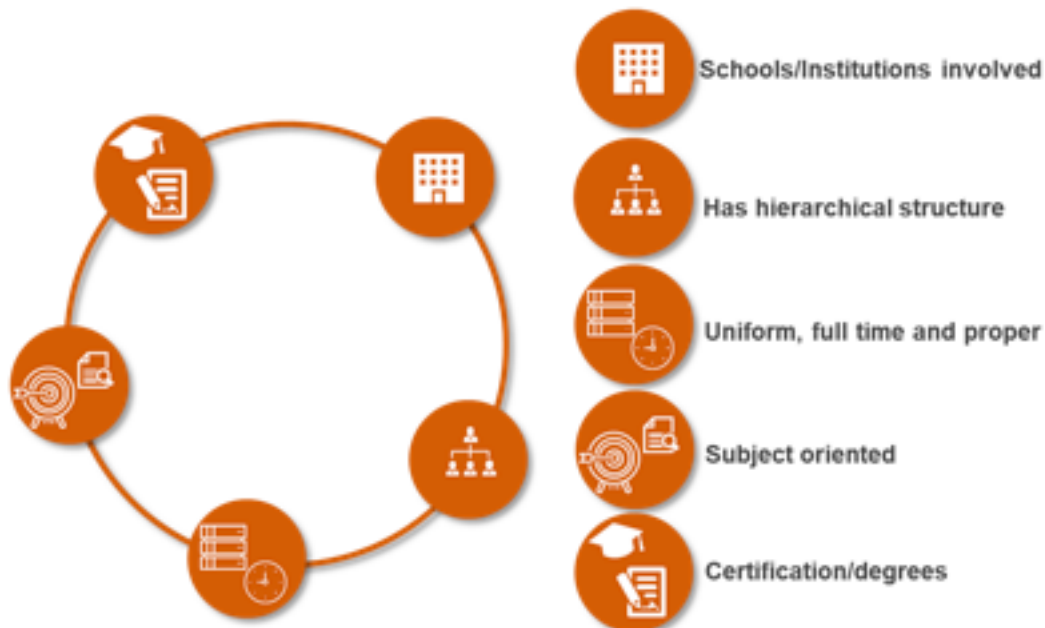 Schools/Institutions involved
Has hierarchical structure
Uniform, full time and proper
Subject oriented
Certification/degrees